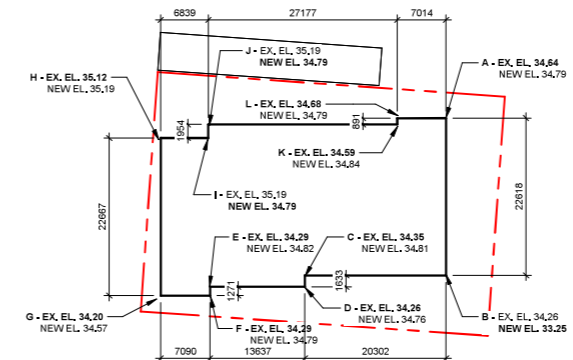 6839
27177
7014
J - EX. EL. 35.19
NEW EL. 34.79
H - EX. EL. 35.12
NEW EL. 35.19
A - EX. EL. 34.64
NEW EL. 34.79
L - EX. EL. 34.68
NEW EL. 34.79
891
1954
K - EX. EL. 34.59
NEW EL. 34.84
I - EX. EL. 35.19
NEW EL. 34.79
22667
22618
E - EX. EL. 34.29
NEW EL. 34.82
C - EX. EL. 34.35
NEW EL. 34.81
1271
1633
G - EX. EL. 34.20
NEW EL. 34.57
F - EX. EL. 34.29
NEW EL. 34.79
D - EX. EL. 34.26
NEW EL. 34.76
B - EX. EL. 34.26
NEW EL. 33.25
7090
13637
20302